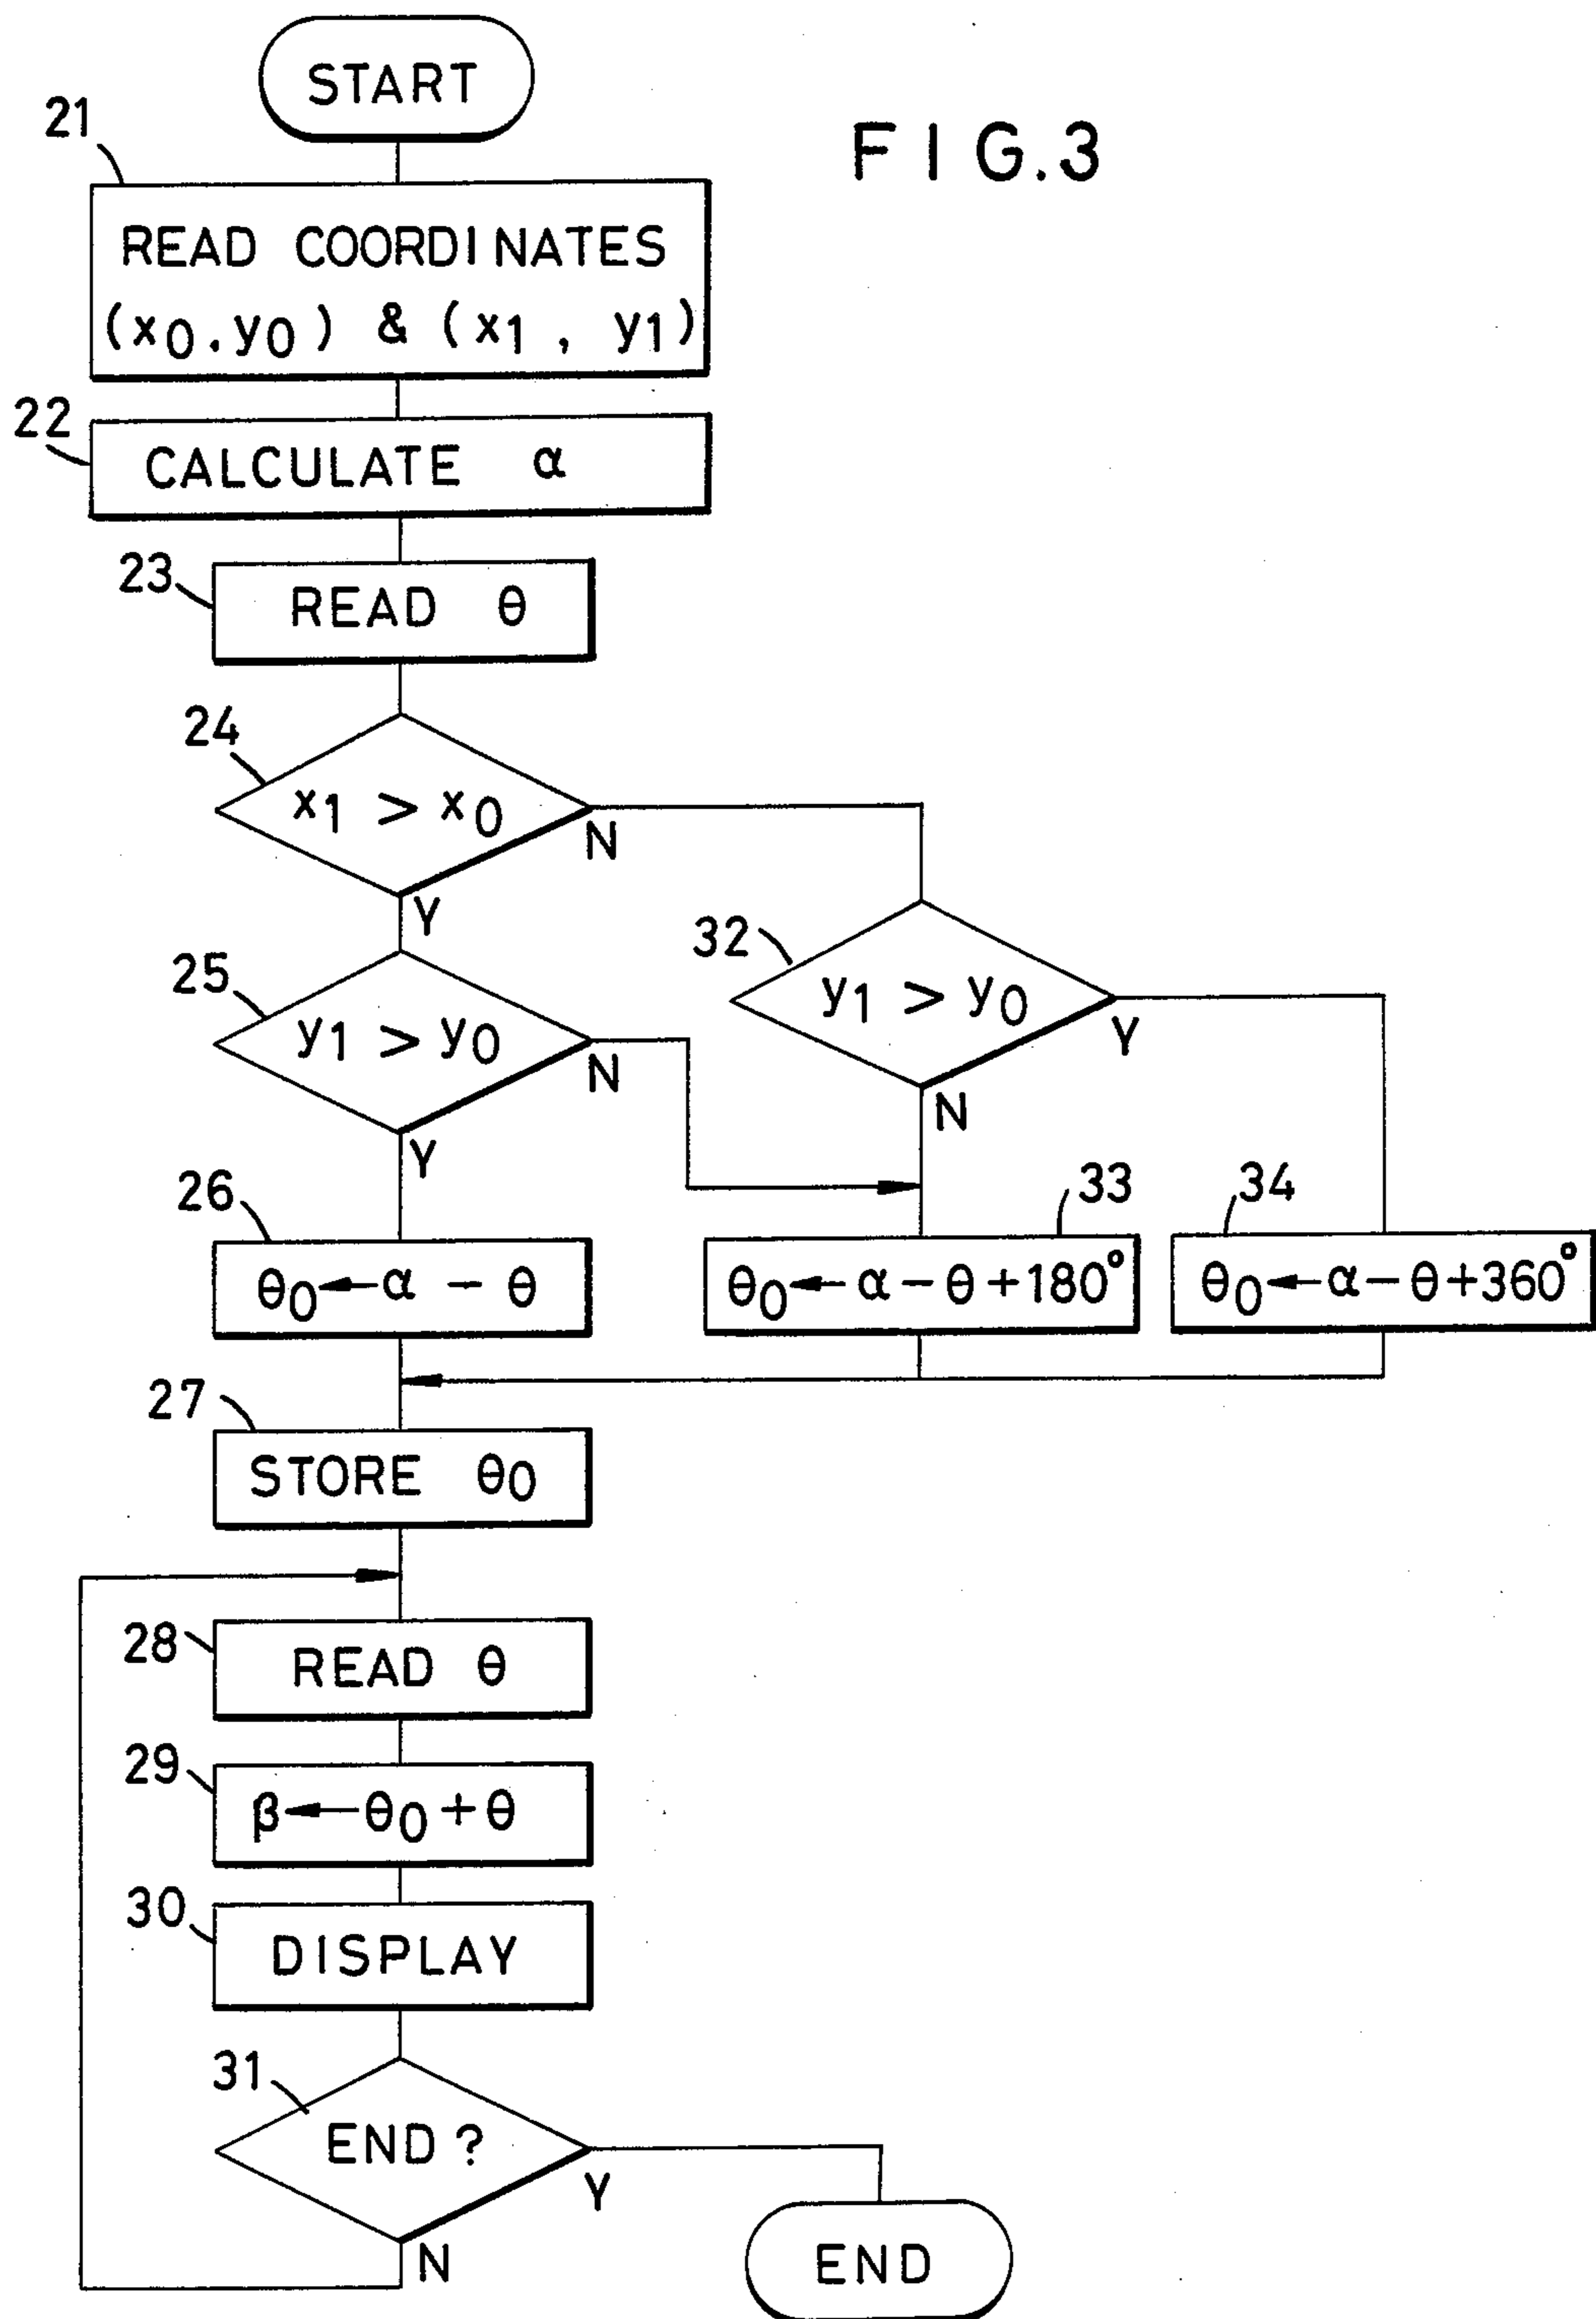 START
FIG.3
21
READ COORDINATES
(x0.y0) & (x1 , y1)
22
CALCULATE α
23
READ θ
24
x1 > x0
N
Y
25
y1 > y0
N
Y
32
y1 > y0
Y
N
26
θ0←α - θ
33
θ0←α-θ+180°
34
θ0←α-θ+360°
27
STORE θ0
28
READ θ
29
β←θ0+θ
30
DISPLAY
31
END?
Y
N
END